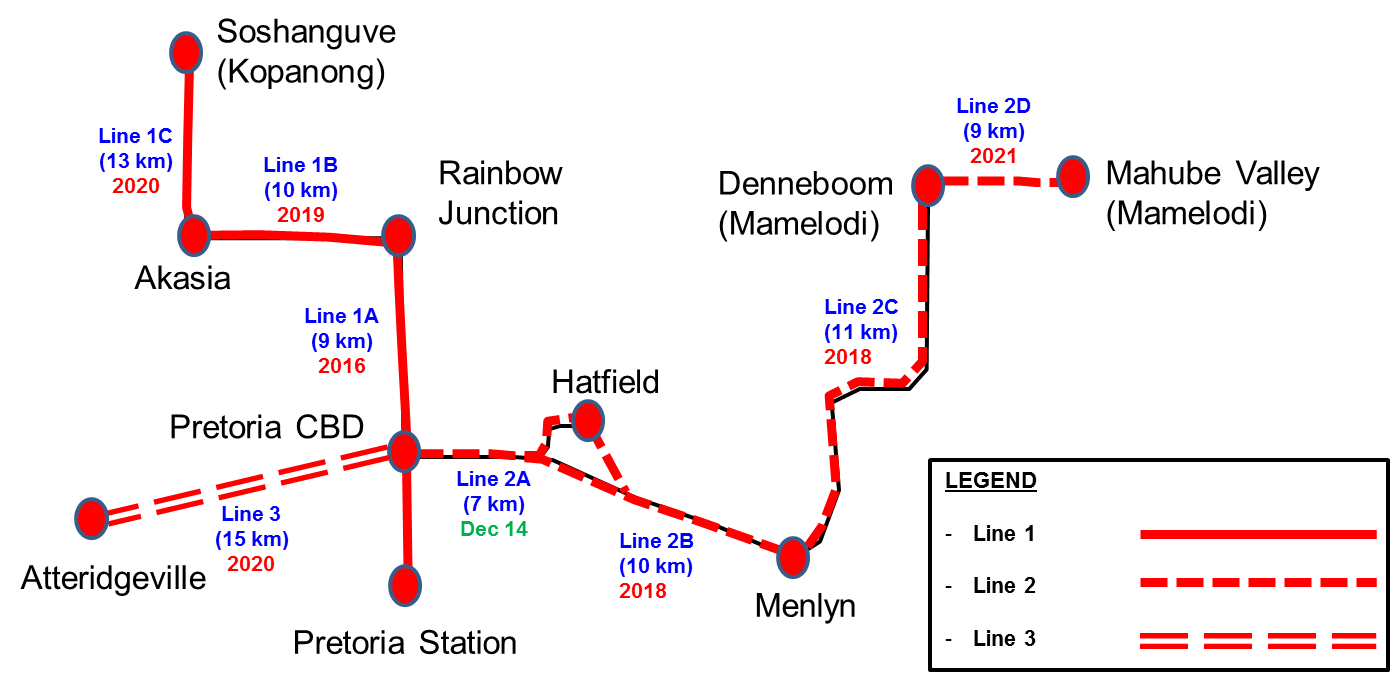 Soshanguve
(Kopanong)
Line 1C
(13 km)
2020
Line 1B
(10 km)
2019
Rainbow
Junction
Akasia
Line 1A
(9 km)
2016
Line 2D
(9 km)
2021
Denneboom
(Mamelodi)
Mahube Valley
(Mamelodi)
Line 2C
(11 km)
2018
Hatfield
Pretoria CBD
Line 2A
(7 km)
Dec 14
Line 3
(15 km)
2020
Atteridgeville
Line 2B
(10 km)
2018
Menlyn
Pretoria Station
LEGEND
- Line 1
- Line 2
- Line 3